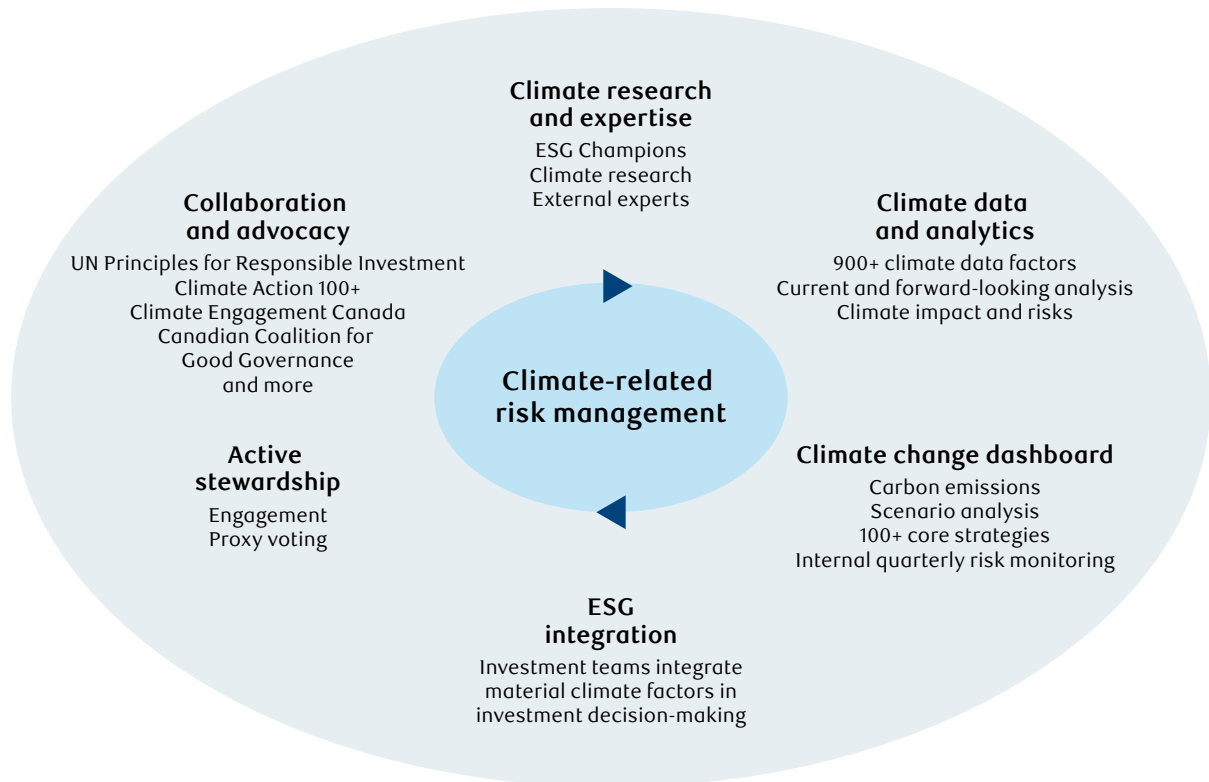 Climate research
and expertise
ESG Champions
Climate research
External experts
Collaboration
and advocacy
UN Principles for Responsible Investment
Climate Action 100+
Climate Engagement Canada
Canadian Coalition for
Good Governance
and more
Climate data
and analytics
900+ climate data factors
Current and forward-looking analysis
Climate impact and risks
Climate-related
risk management
Active
stewardship
Engagement
Proxy voting
Climate change dashboard
Carbon emissions
Scenario analysis
100+ core strategies
Internal quarterly risk monitoring
ESG
integration
Investment teams integrate
material climate factors in
investment decision-making